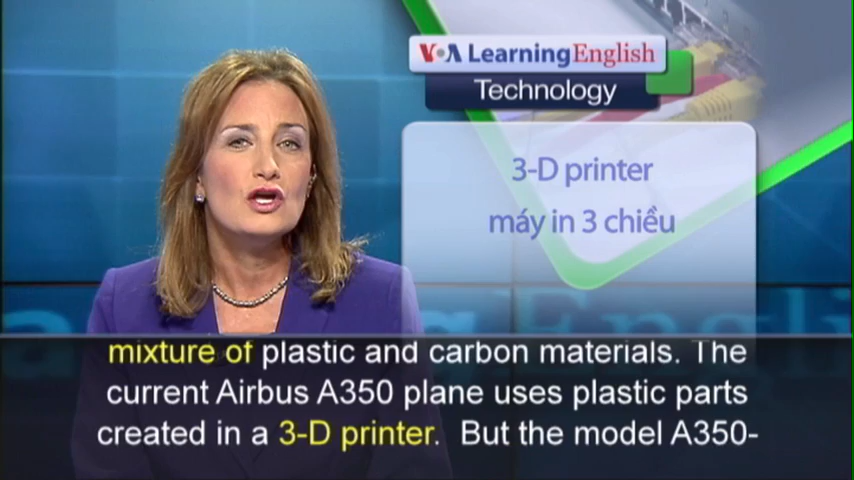 VOA Learning English
Technology
3-D printer
máy in 3 chiều
mixture of plastic and carbon materials. The
current Airbus A350 plane uses plastic parts
created in a 3-D printer. But the model A350-